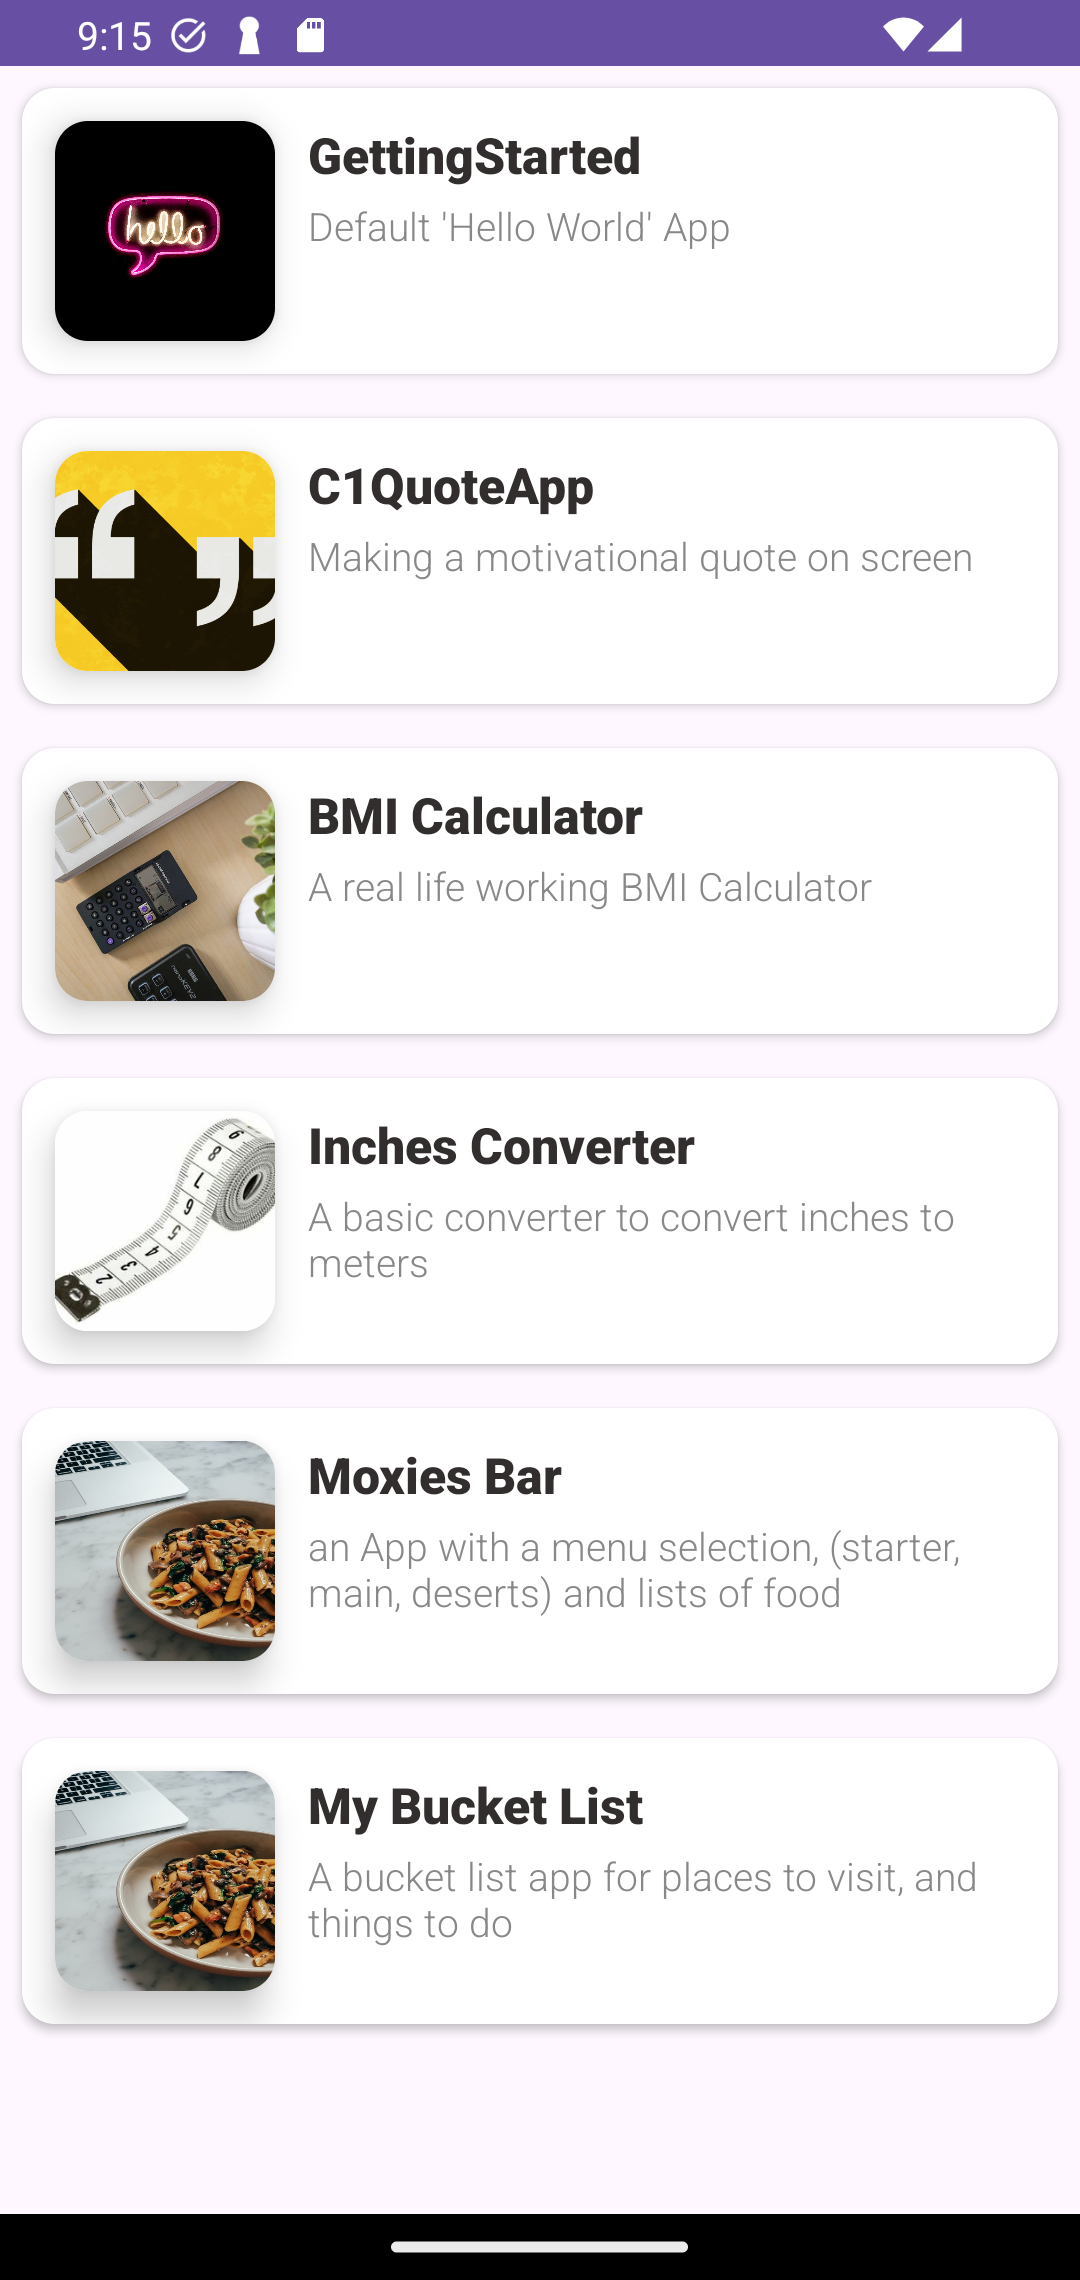 9:15
hello
GettingStarted
Default 'Hello World' App
C1QuoteApp
Making a motivational quote on screen
BMI Calculator
A real life working BMI Calculator
Inches Converter
A basic converter to convert inches to
meters
Moxies Bar
an App with a menu selection, (starter,
main, deserts) and lists of food
My Bucket List
A bucket list app for places to visit, and
things to do